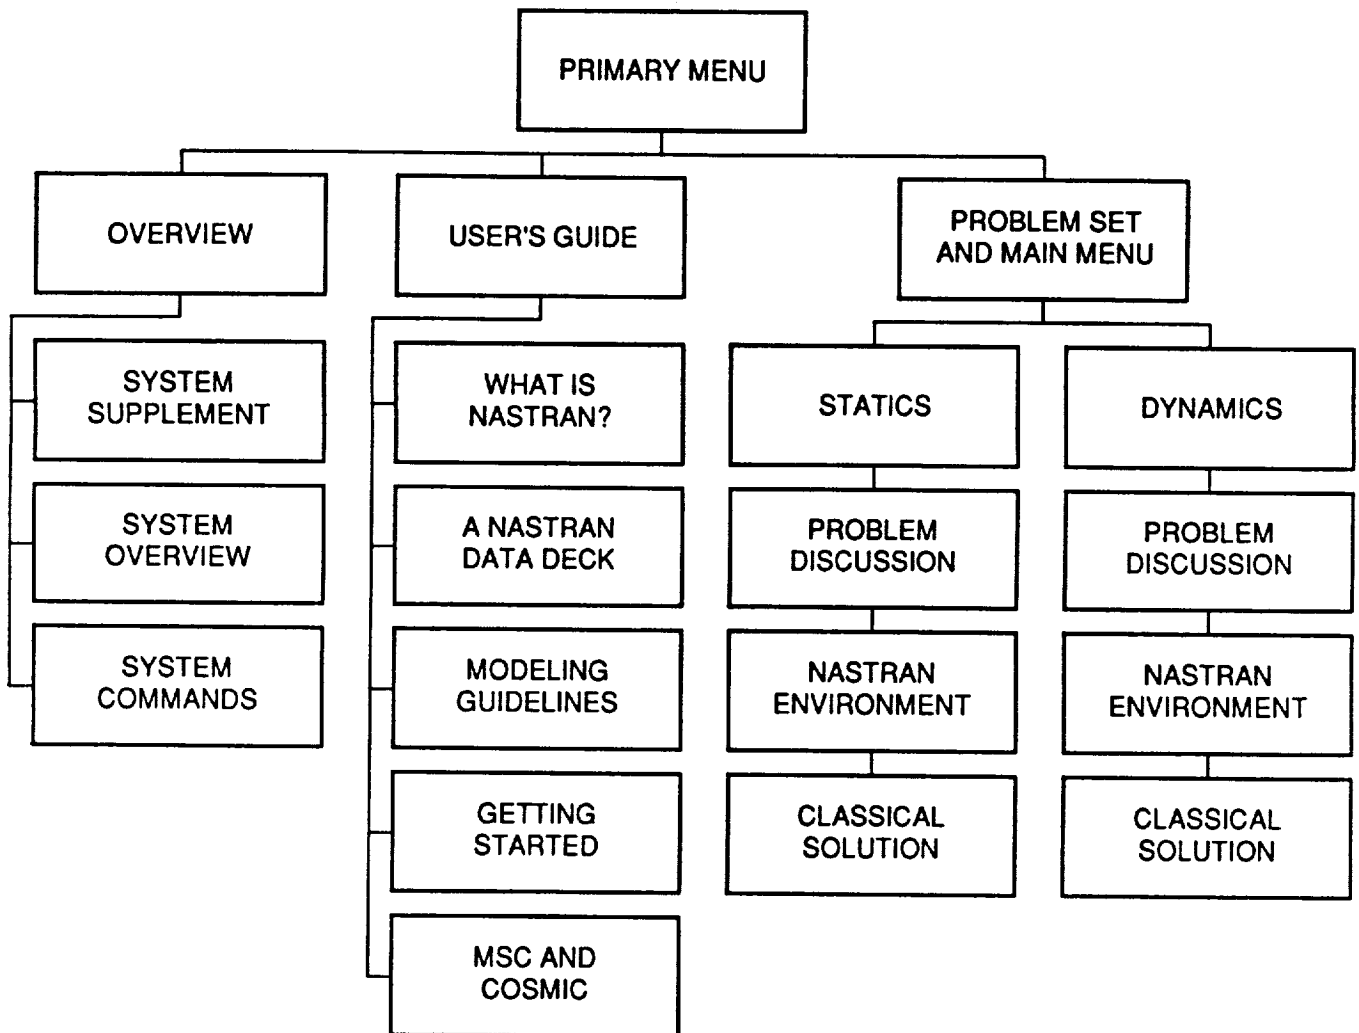 PRIMARY MENU
OVERVIEW
USER'S GUIDE
PROBLEM SET
AND MAIN MENU
SYSTEM
SUPPLEMENT
SYSTEM
OVERVIEW
SYSTEM
COMMANDS
WHAT IS
NASTRAN?
A NASTRAN
DATA DECK
MODELING
GUIDELINES
GETTING
STARTED
MSC AND
COSMIC
STATICS
PROBLEM
DISCUSSION
NASTRAN
ENVIRONMENT
CLASSICAL
SOLUTION
DYNAMICS
PROBLEM
DISCUSSION
NASTRAN
ENVIRONMENT
CLASSICAL
SOLUTION